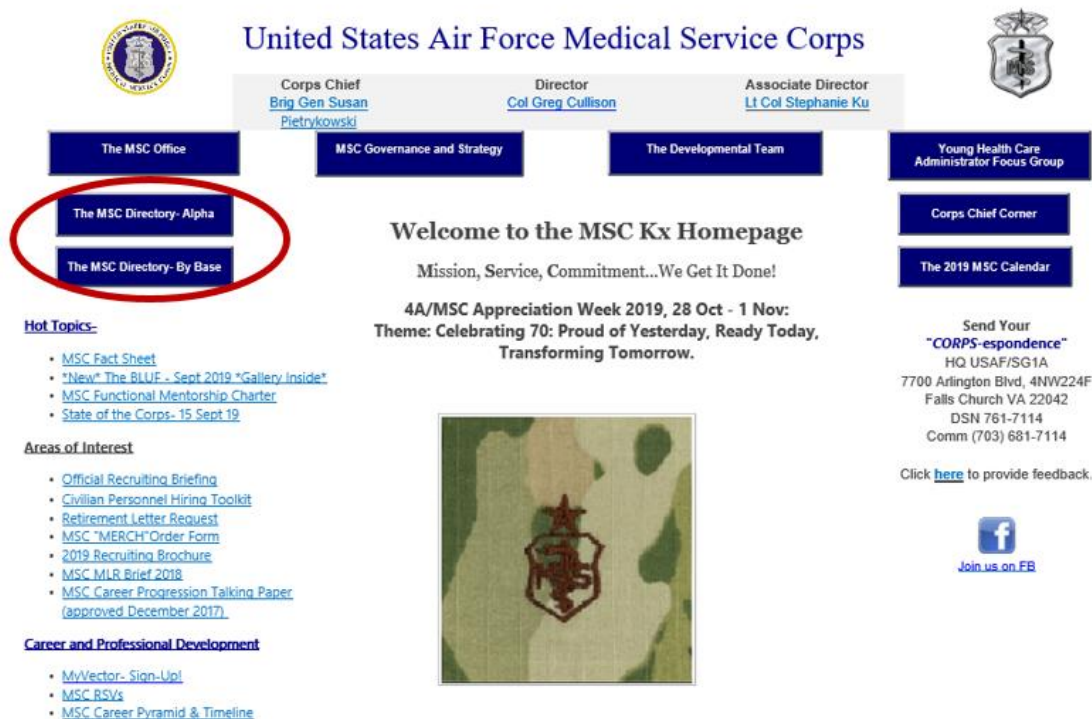 United States Air Force Medical Service Corps
Corps Chief
Brig Gen Susan
Pietrykowski
Director
Col Greg Cullison
Associate Director
Lt Col Stephanie Ku
The MSC Office
MSC Governance and Strategy
The Developmental Team
Young Health Care
Administrator Focus Group
The MSC Directory- Alpha
The MSC Directory- By Base
Corps Chief Corner
The 2019 MSC Calendar
Welcome to the MSC Kx Homepage
Mission, Service, Commitment...We Get It Done!
4A/MSC Appreciation Week 2019, 28 Oct - 1 Nov:
Theme: Celebrating 70: Proud of Yesterday, Ready Today,
Transforming Tomorrow.
Hot Topics-
• MSC Fact Sheet
• *New* The BLUF - Sept 2019 *Gallery Inside*
• MSC Functional Mentorship Charter
• State of the Corps- 15 Sept 19
Areas of Interest
• Official Recruiting Briefing
• Civilian Personnel Hiring Toolkit
• Retirement Letter Request
• MSC "MERCH"Order Form
• 2019 Recruiting Brochure
• MSC MLR Brief 2018
• MSC Career Progression Talking Paper
(approved December 2017)
Career and Professional Development
• MyVector- Sign-Up!
• MSC RSVs
• MSC Career Pyramid & Timeline
Send Your
"CORPS-espondence"
HQ USAF/SG1A
7700 Arlington Blvd, 4NW224F
Falls Church VA 22042
DSN 761-7114
Comm (703) 681-7114
Click here to provide feedback.
f
Join us on FB